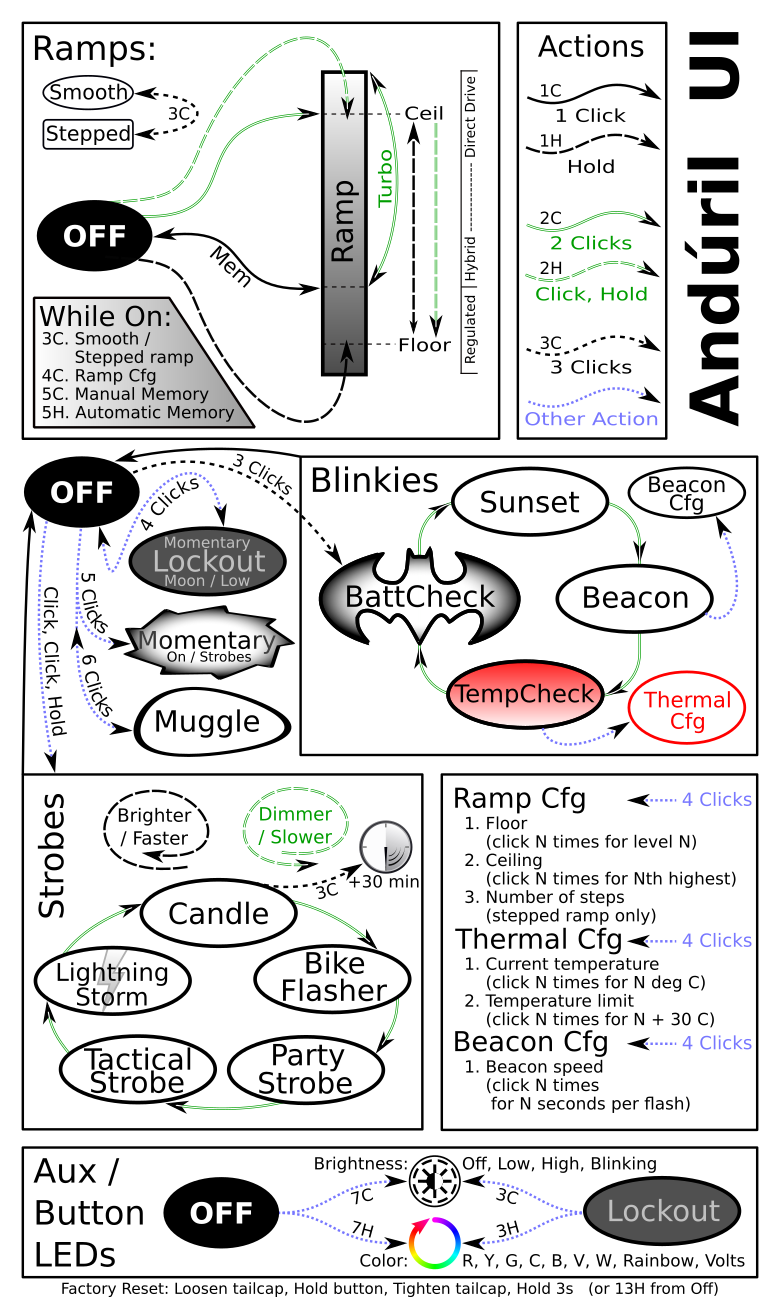 Ramps:
Smooth
3C
Stepped
OFF
Mem
Ramp
Turbo
Ceil
Floor
Regulated
Hybrid
Direct Drive
While On:
3C. Smooth /
Stepped ramp
4C. Ramp Cfg
5C. Manual Memory
5H. Automatic Memory
Actions
1C
1 Click
1H
Hold
2C
2 Clicks
2H
Click, Hold
3C
3 Clicks
Other Action
Andúril UI
OFF
3 Clicks
4 Clicks
Momentary
Lockout
Moon / Low
5 Clicks
Momentary
On / Strobes
6 Clicks
Muggle
Click, Click, Hold
Blinkies
Sunset
Beacon
Cfg
BattCheck
Beacon
TempCheck
Thermal
Cfg
Strobes
Brighter
/ Faster
Dimmer
/ Slower
3C
+30 min
Candle
Lightning
Storm
Bike
Flasher
Tactical
Strobe
Party
Strobe
Ramp Cfg
4 Clicks
1. Floor
(click N times for level N)
2. Ceiling
(click N times for Nth highest)
3. Number of steps
(stepped ramp only)
Thermal Cfg
4 Clicks
1. Current temperature
(click N times for N deg C)
2. Temperature limit
(click N times for N + 30 C)
Beacon Cfg
4 Clicks
1. Beacon speed
(click N times
for N seconds per flash)
Aux /
Button
LEDs
OFF
Brightness:
Off, Low, High, Blinking
7C
3C
7H
3H
Lockout
Color:
R, Y, G, C, B, V, W, Rainbow, Volts
Factory Reset: Loosen tailcap, Hold button, Tighten tailcap, Hold 3s (or 13H from Off)